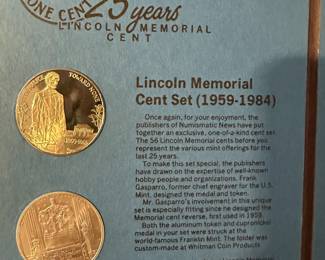 ONE CENT
25 years
LINCOLN MEMORIAL
CENT
TOWARD NONE
1959-1984
Lincoln Memorial
Cent Set (1959-1984)
Once again, for your enjoyment, the
publishers of Numismatic News have
put together an exclusive, one-of-a-kind cent set.
The 56 Lincoln Memorial cents before you
represent the various mint offerings for the
last 25 years.
To make this set special, the publishers
have drawn on the expertise of well-known
hobby people and organizations. Frank
Gasparro, former chief engraver for the U.S.
Mint, designed the medal and token.
Mr. Gasparro's involvement in this unique
set is especially fitting since he designed the
Memorial cent reverse, first used in 1959.
Both the aluminum token and cupronickel
medal in your set were struck at the
world-famous Franklin Mint. The folder was
custom-made at Whitman Coin Products